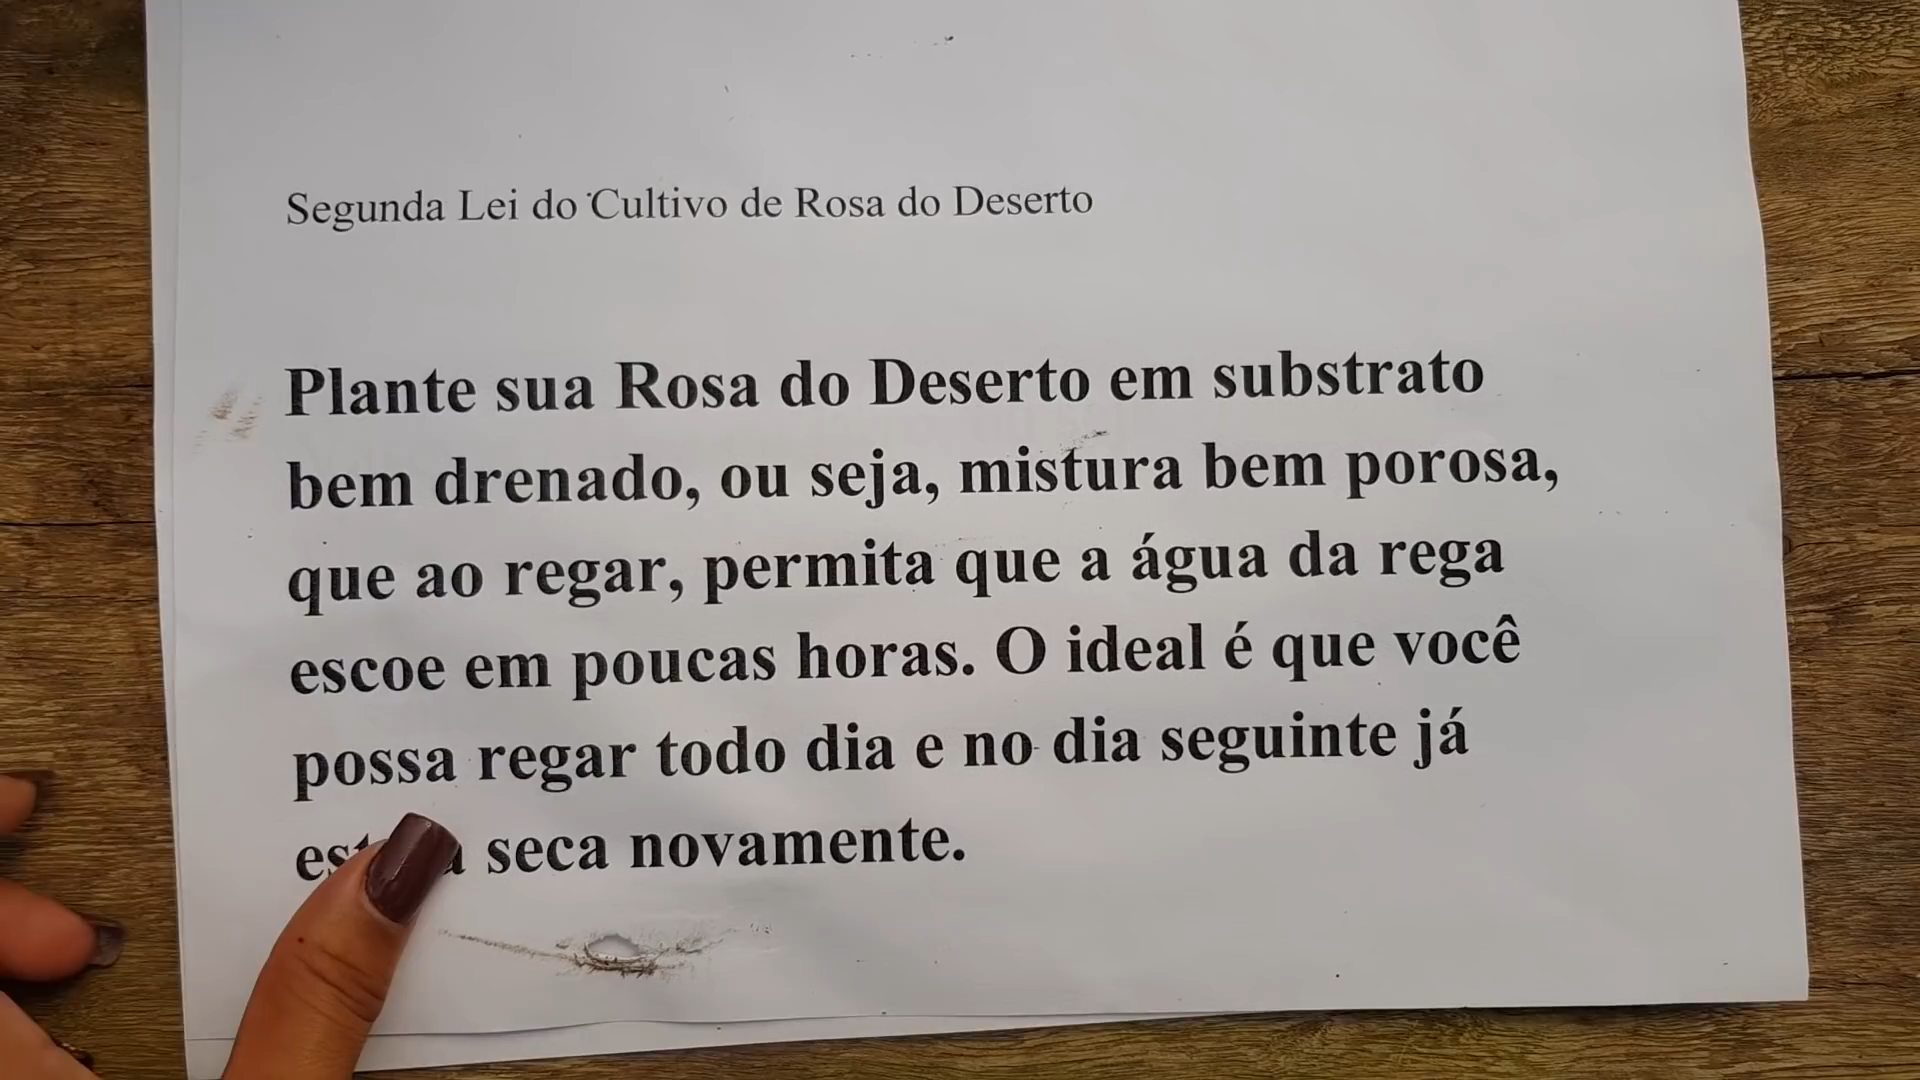 Segunda Lei do Cultivo de Rosa do Deserto
Plante sua Rosa do Deserto em substrato
bem drenado, ou seja, mistura bem porosa,
que ao regar, permita que a água da rega
escoe em poucas horas. O ideal é que você
possa regar todo dia e no dia seguinte já
seca novamente.